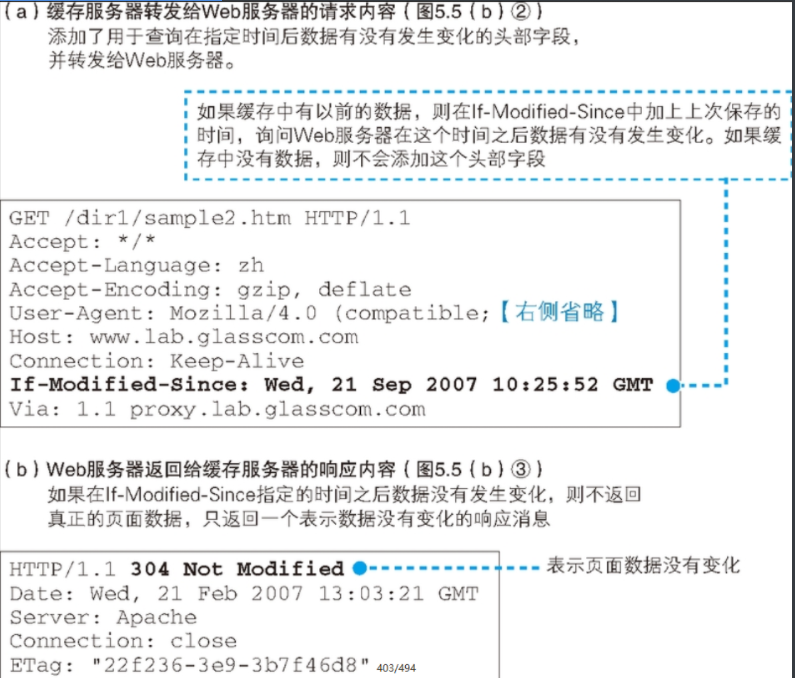 (a)缓存服务器转发给Web服务器的请求内容(图5.5(b)②)
添加了用于查询在指定时间后数据有没有发生变化的头部字段,
并转发给Web服务器。
如果缓存中有以前的数据,则在If-Modified-Since中加上上次保存的
时间,询问Web服务器在这个时间之后数据有没有发生变化。如果缓
存中没有数据,则不会添加这个头部字段
GET /dir1/sample2.htm HTTP/1.1
Accept: */*
Accept-Language: zh
Accept-Encoding: gzip, deflate
User-Agent: Mozilla/4.0 (compatible;【右侧省略】
Host: www.lab.glasscom.com
Connection: Keep-Alive
If-Modified-Since: Wed, 21 Sep 2007 10:25:52 GMT
Via: 1.1 proxy.lab.glasscom.com
(b)Web服务器返回给缓存服务器的响应内容(图5.5(b)③)
如果在If-Modified-Since指定的时间之后数据没有发生变化,则不返回
真正的页面数据,只返回一个表示数据没有变化的响应消息
HTTP/1.1 304 Not Modified
表示页面数据没有变化
Date: Wed, 21 Feb 2007 13:03:21 GMT
Server: Apache
Connection: close
ETag: "22f236-3e9-3b7f46d8"
403/494